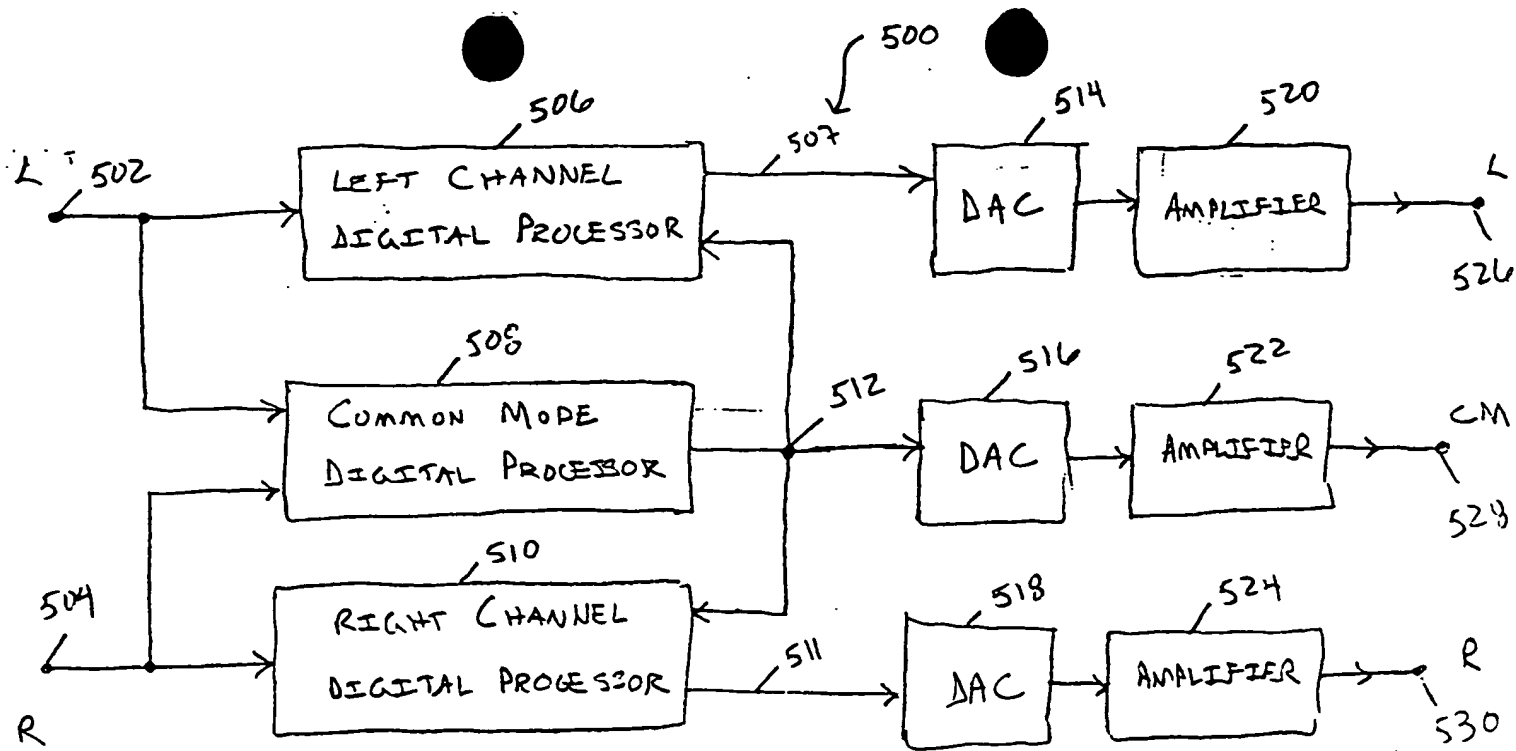 500
506
514
520
L
502
507
LEFT CHANNEL
DIGITAL PROCESSOR
DAC
AMPLIFIER
L
526
508
516
522
512
COMMON MODE
DIGITAL PROCESSOR
DAC
AMPLIFIER
CM
528
510
518
524
504
RIGHT CHANNEL
DIGITAL PROCESSOR
511
DAC
AMPLIFIER
R
530
R